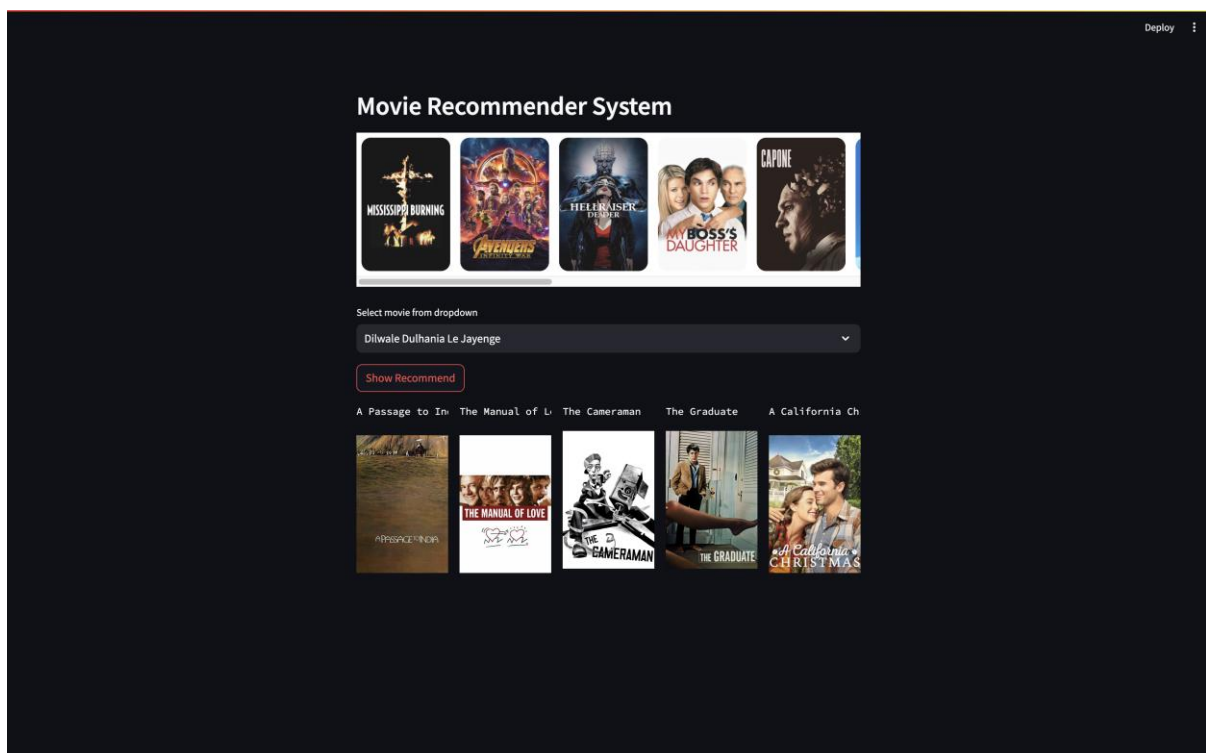 Deploy
Movie Recommender System
MISSISSIPPI BURNING
AVENGERS
INFINITY WAR
HELLRAISER
DEADER
MY BOSS'S
DAUGHTER
CAPONE
Select movie from dropdown
Dilwale Dulhania Le Jayenge
Show Recommend
A Passage to In
The Manual of L
The Cameraman
The Graduate
A California Ch
A PASSAGE TO INDIA
THE MANUAL OF LOVE
THE
CAMERAMAN
THE GRADUATE
A California
CHRISTMAS